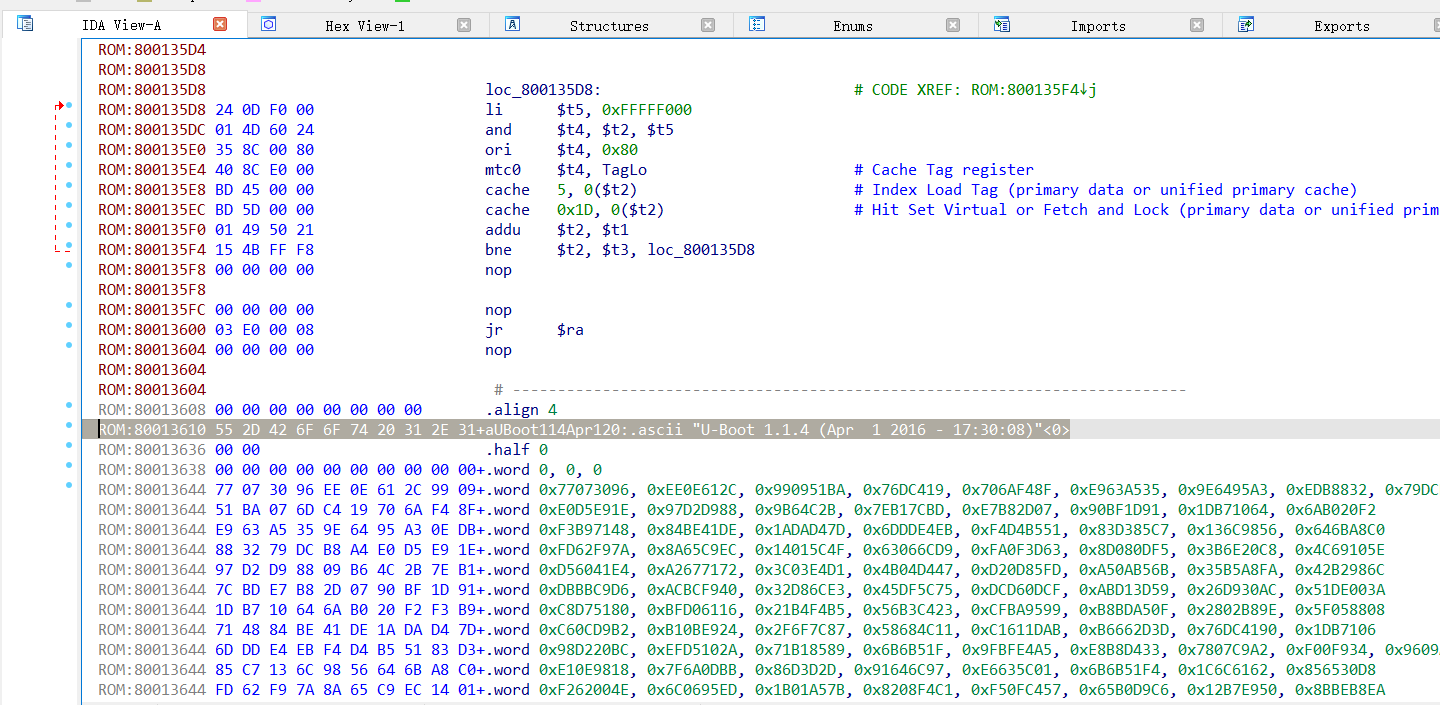 IDA View-A Hex View-1 Structures Enums Imports Exports
ROM:800135D4
ROM:800135D8
ROM:800135D8 loc_800135D8: # CODE XREF: ROM:800135F4↓j
ROM:800135D8 24 0D F0 00 li $t5, 0xFFFFF000
ROM:800135DC 01 4D 60 24 and $t4, $t2, $t5
ROM:800135E0 35 8C 00 80 ori $t4, 0x80
ROM:800135E4 40 8C E0 00 mtc0 $t4, TagLo # Cache Tag register
ROM:800135E8 BD 45 00 00 cache 5, 0($t2) # Index Load Tag (primary data or unified primary cache)
ROM:800135EC BD 5D 00 00 cache 0x1D, 0($t2) # Hit Set Virtual or Fetch and Lock (primary data or unified prim
ROM:800135F0 01 49 50 21 addu $t2, $t1
ROM:800135F4 15 4B FF F8 bne $t2, $t3, loc_800135D8
ROM:800135F8 00 00 00 00 nop
ROM:800135F8
ROM:800135FC 00 00 00 00 nop
ROM:80013600 03 E0 00 08 jr $ra
ROM:80013604 00 00 00 00 nop
ROM:80013604
ROM:80013604 # ---------------------------------------------------------------------------
ROM:80013608 00 00 00 00 00 00 00 00 .align 4
ROM:80013610 55 2D 42 6F 6F 74 20 31 2E 31+aUBoot114Apr120:.ascii "U-Boot 1.1.4 (Apr  1 2016 - 17:30:08)"<0>
ROM:80013636 00 00 .half 0
ROM:80013638 00 00 00 00 00 00 00 00 00 00+.word 0, 0, 0
ROM:80013644 77 07 30 96 EE 0E 61 2C 99 09+.word 0x77073096, 0xEE0E612C, 0x990951BA, 0x76DC419, 0x706AF48F, 0xE963A535, 0x9E6495A3, 0xEDB8832, 0x79DC
ROM:80013644 51 BA 07 6D C4 19 70 6A F4 8F+.word 0xE0D5E91E, 0x97D2D988, 0x9B64C2B, 0x7EB17CBD, 0xE7B82D07, 0x90BF1D91, 0x1DB71064, 0x6AB020F2
ROM:80013644 E9 63 A5 35 9E 64 95 A3 0E DB+.word 0xF3B97148, 0x84BE41DE, 0x1ADAD47D, 0x6DDDE4EB, 0xF4D4B551, 0x83D385C7, 0x136C9856, 0x646BA8C0
ROM:80013644 88 32 79 DC B8 A4 E0 D5 E9 1E+.word 0xFD62F97A, 0x8A65C9EC, 0x14015C4F, 0x63066CD9, 0xFA0F3D63, 0x8D080DF5, 0x3B6E20C8, 0x4C69105E
ROM:80013644 97 D2 D9 88 09 B6 4C 2B 7E B1+.word 0xD56041E4, 0xA2677172, 0x3C03E4D1, 0x4B04D447, 0xD20D85FD, 0xA50AB56B, 0x35B5A8FA, 0x42B2986C
ROM:80013644 7C BD E7 B8 2D 07 90 BF 1D 91+.word 0xDBBBC9D6, 0xACBCF940, 0x32D86CE3, 0x45DF5C75, 0xDCD60DCF, 0xABD13D59, 0x26D930AC, 0x51DE003A
ROM:80013644 1D B7 10 64 6A B0 20 F2 F3 B9+.word 0xC8D75180, 0xBFD06116, 0x21B4F4B5, 0x56B3C423, 0xCFBA9599, 0xB8BDA50F, 0x2802B89E, 0x5F058808
ROM:80013644 71 48 84 BE 41 DE 1A DA D4 7D+.word 0xC60CD9B2, 0xB10BE924, 0x2F6F7C87, 0x58684C11, 0xC1611DAB, 0xB6662D3D, 0x76DC4190, 0x1DB7106
ROM:80013644 6D DD E4 EB F4 D4 B5 51 83 D3+.word 0x98D220BC, 0xEFD5102A, 0x71B18589, 0x6B6B51F, 0x9FBFE4A5, 0xE8B8D433, 0x7807C9A2, 0xF00F934, 0x9609
ROM:80013644 85 C7 13 6C 98 56 64 6B A8 C0+.word 0xE10E9818, 0x7F6A0DBB, 0x86D3D2D, 0x91646C97, 0xE6635C01, 0x6B6B51F4, 0x1C6C6162, 0x856530D8
ROM:80013644 FD 62 F9 7A 8A 65 C9 EC 14 01+.word 0xF262004E, 0x6C0695ED, 0x1B01A57B, 0x8208F4C1, 0xF50FC457, 0x65B0D9C6, 0x12B7E950, 0x8BBEB8EA